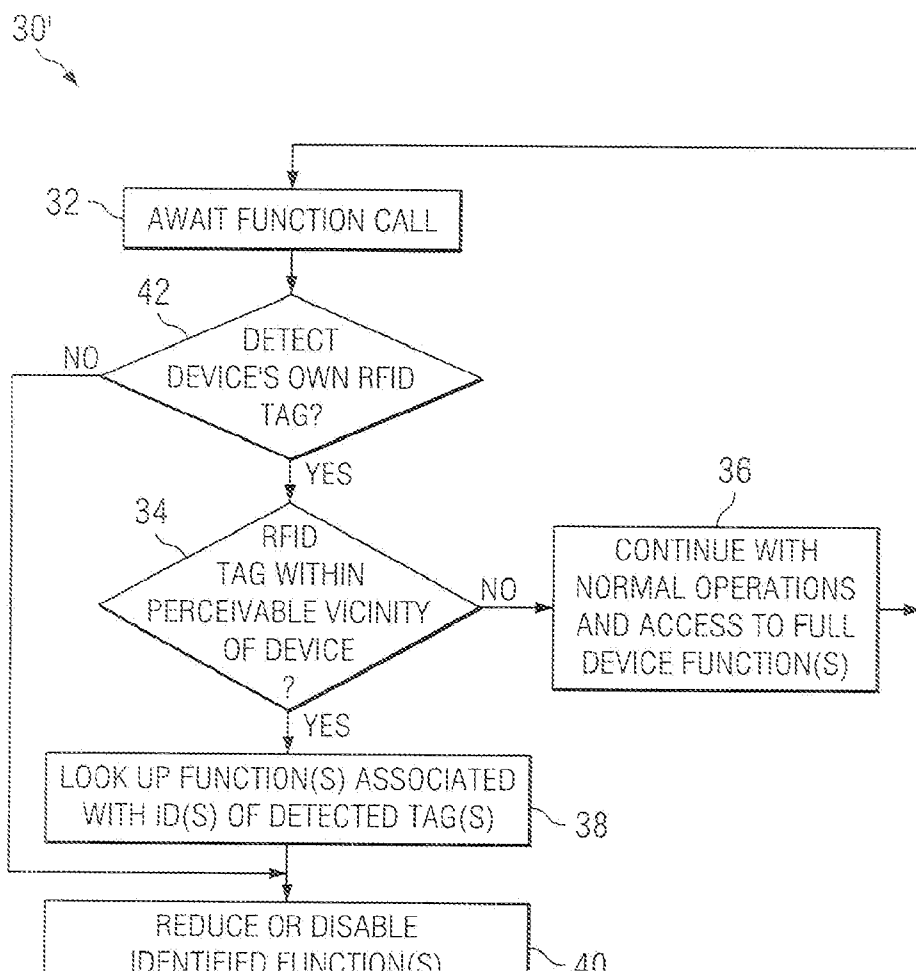 30'
32
AWAIT FUNCTION CALL
42
DETECT
DEVICE'S OWN RFID
TAG?
NO
YES
34
RFID
TAG WITHIN
PERCEIVABLE VICINITY
OF DEVICE
?
NO
36
CONTINUE WITH
NORMAL OPERATIONS
AND ACCESS TO FULL
DEVICE FUNCTION(S)
YES
LOOK UP FUNCTION(S) ASSOCIATED
WITH ID(S) OF DETECTED TAG(S)
38
REDUCE OR DISABLE
IDENTIFIED FUNCTION(S)
40